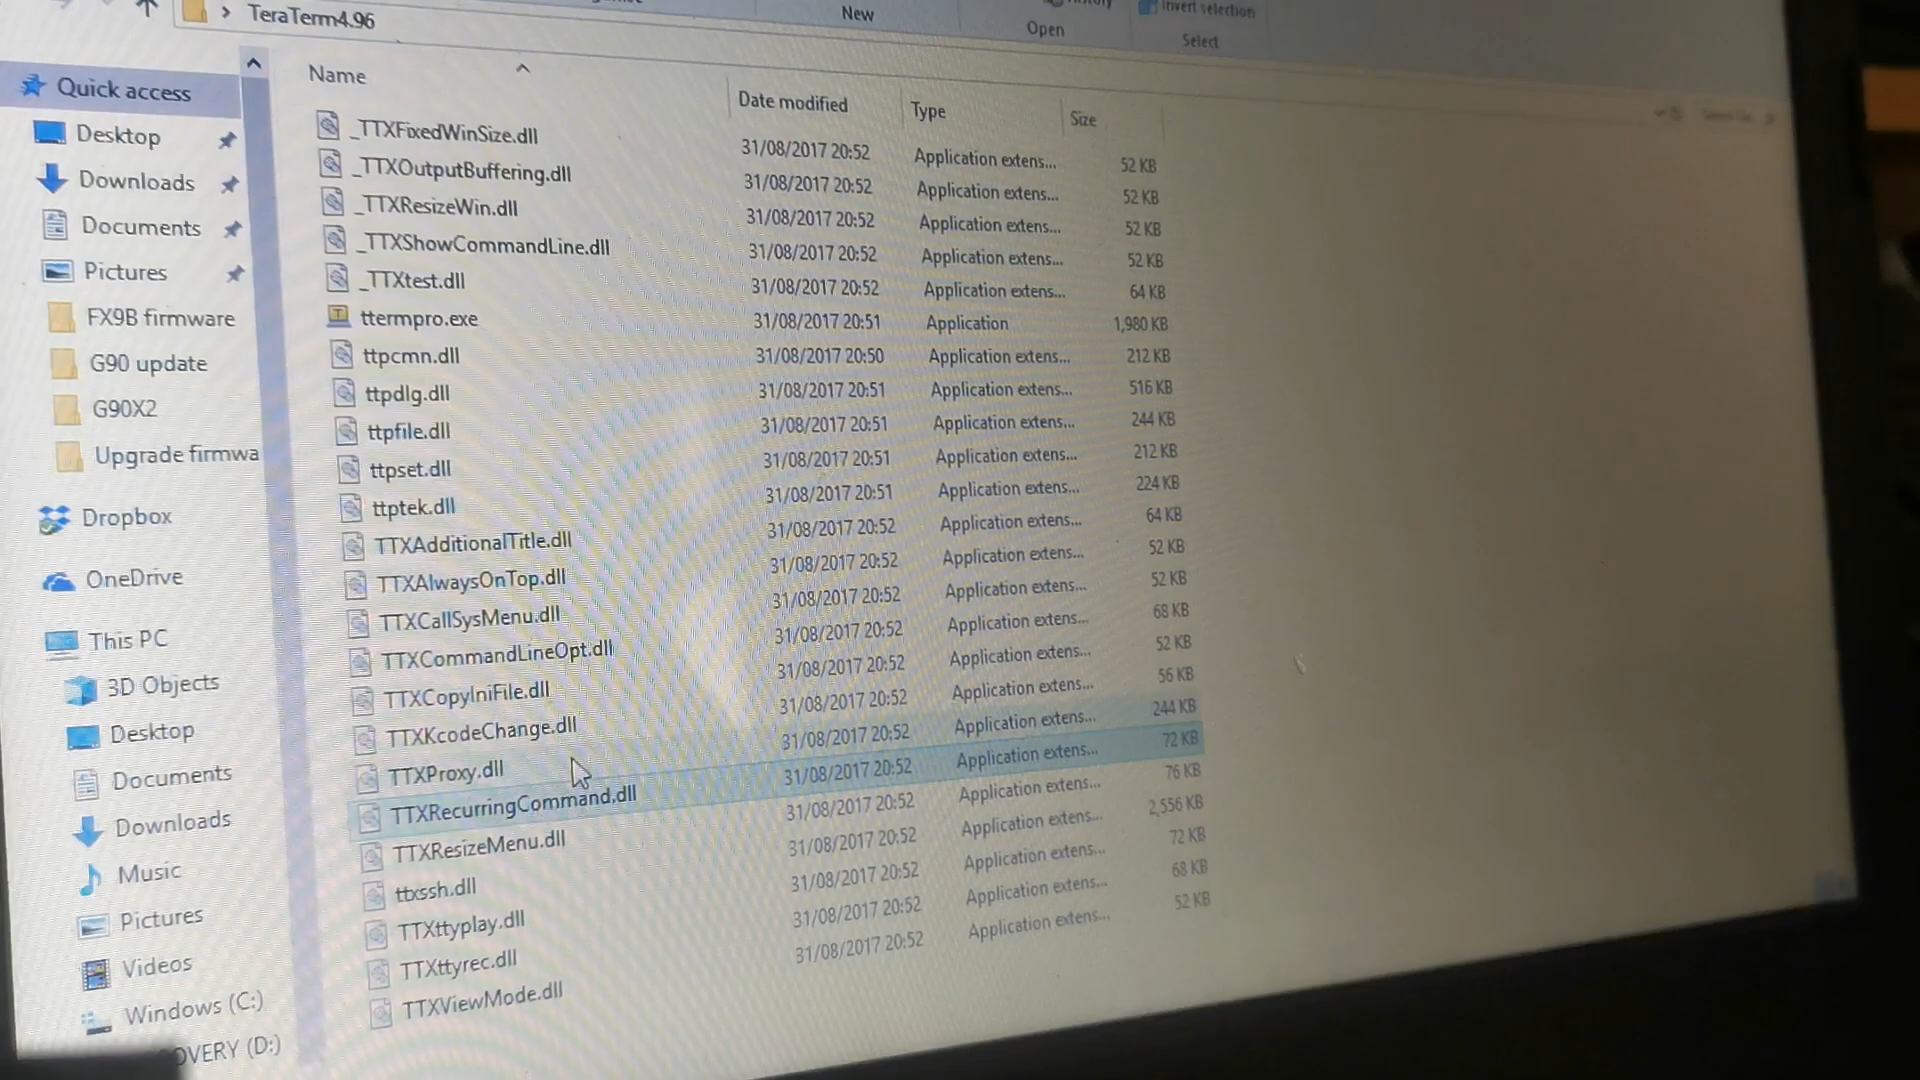 TeraTerm4.96
New
Open
Invert selection
Select
Quick access
Desktop
Downloads
Documents
Pictures
FX9B firmware
G90 update
G90X2
Upgrade firmwa
Dropbox
OneDrive
This PC
3D Objects
Desktop
Documents
Downloads
Music
Pictures
Videos
Windows (C:)
OVERY (D:)
Name Date modified Type Size
_TTXFixedWinSize.dll 31/08/2017 20:52 Application extens... 52 KB
_TTXOutputBuffering.dll 31/08/2017 20:52 Application extens... 52 KB
_TTXResizeWin.dll 31/08/2017 20:52 Application extens... 52 KB
_TTXShowCommandLine.dll 31/08/2017 20:52 Application extens... 52 KB
_TTXtest.dll 31/08/2017 20:52 Application extens... 64 KB
ttermpro.exe 31/08/2017 20:51 Application 1,980 KB
ttpcmn.dll 31/08/2017 20:50 Application extens... 212 KB
ttpdlg.dll 31/08/2017 20:51 Application extens... 516 KB
ttpfile.dll 31/08/2017 20:51 Application extens... 244 KB
ttpset.dll 31/08/2017 20:51 Application extens... 212 KB
ttptek.dll 31/08/2017 20:51 Application extens... 224 KB
TTXAdditionalTitle.dll 31/08/2017 20:52 Application extens... 64 KB
TTXAlwaysOnTop.dll 31/08/2017 20:52 Application extens... 52 KB
TTXCallSysMenu.dll 31/08/2017 20:52 Application extens... 52 KB
TTXCommandLineOpt.dll 31/08/2017 20:52 Application extens... 68 KB
TTXCopyIniFile.dll 31/08/2017 20:52 Application extens... 52 KB
TTXKcodeChange.dll 31/08/2017 20:52 Application extens... 56 KB
TTXProxy.dll 31/08/2017 20:52 Application extens... 244 KB
TTXRecurringCommand.dll 31/08/2017 20:52 Application extens... 72 KB
TTXResizeMenu.dll 31/08/2017 20:52 Application extens... 76 KB
ttxssh.dll 31/08/2017 20:52 Application extens... 2,556 KB
TTXttyplay.dll 31/08/2017 20:52 Application extens... 72 KB
TTXttyrec.dll 31/08/2017 20:52 Application extens... 68 KB
TTXViewMode.dll 31/08/2017 20:52 Application extens... 52 KB